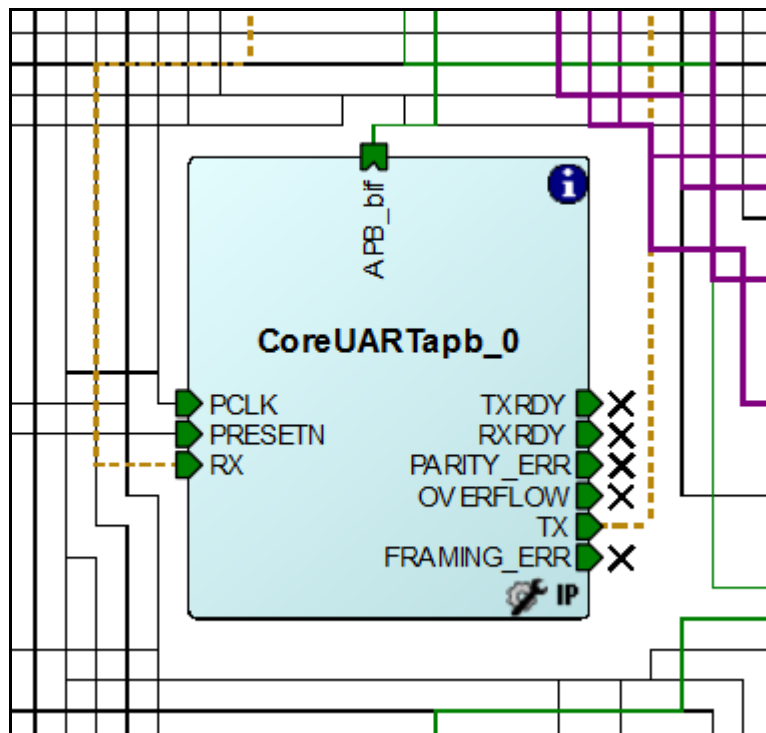 i
APB_bif
CoreUARTapb_0
PCLK
PRESETN
RX
TXRDY
RXRDY
PARITY_ERR
OVERFLOW
TX
FRAMING_ERR
IP